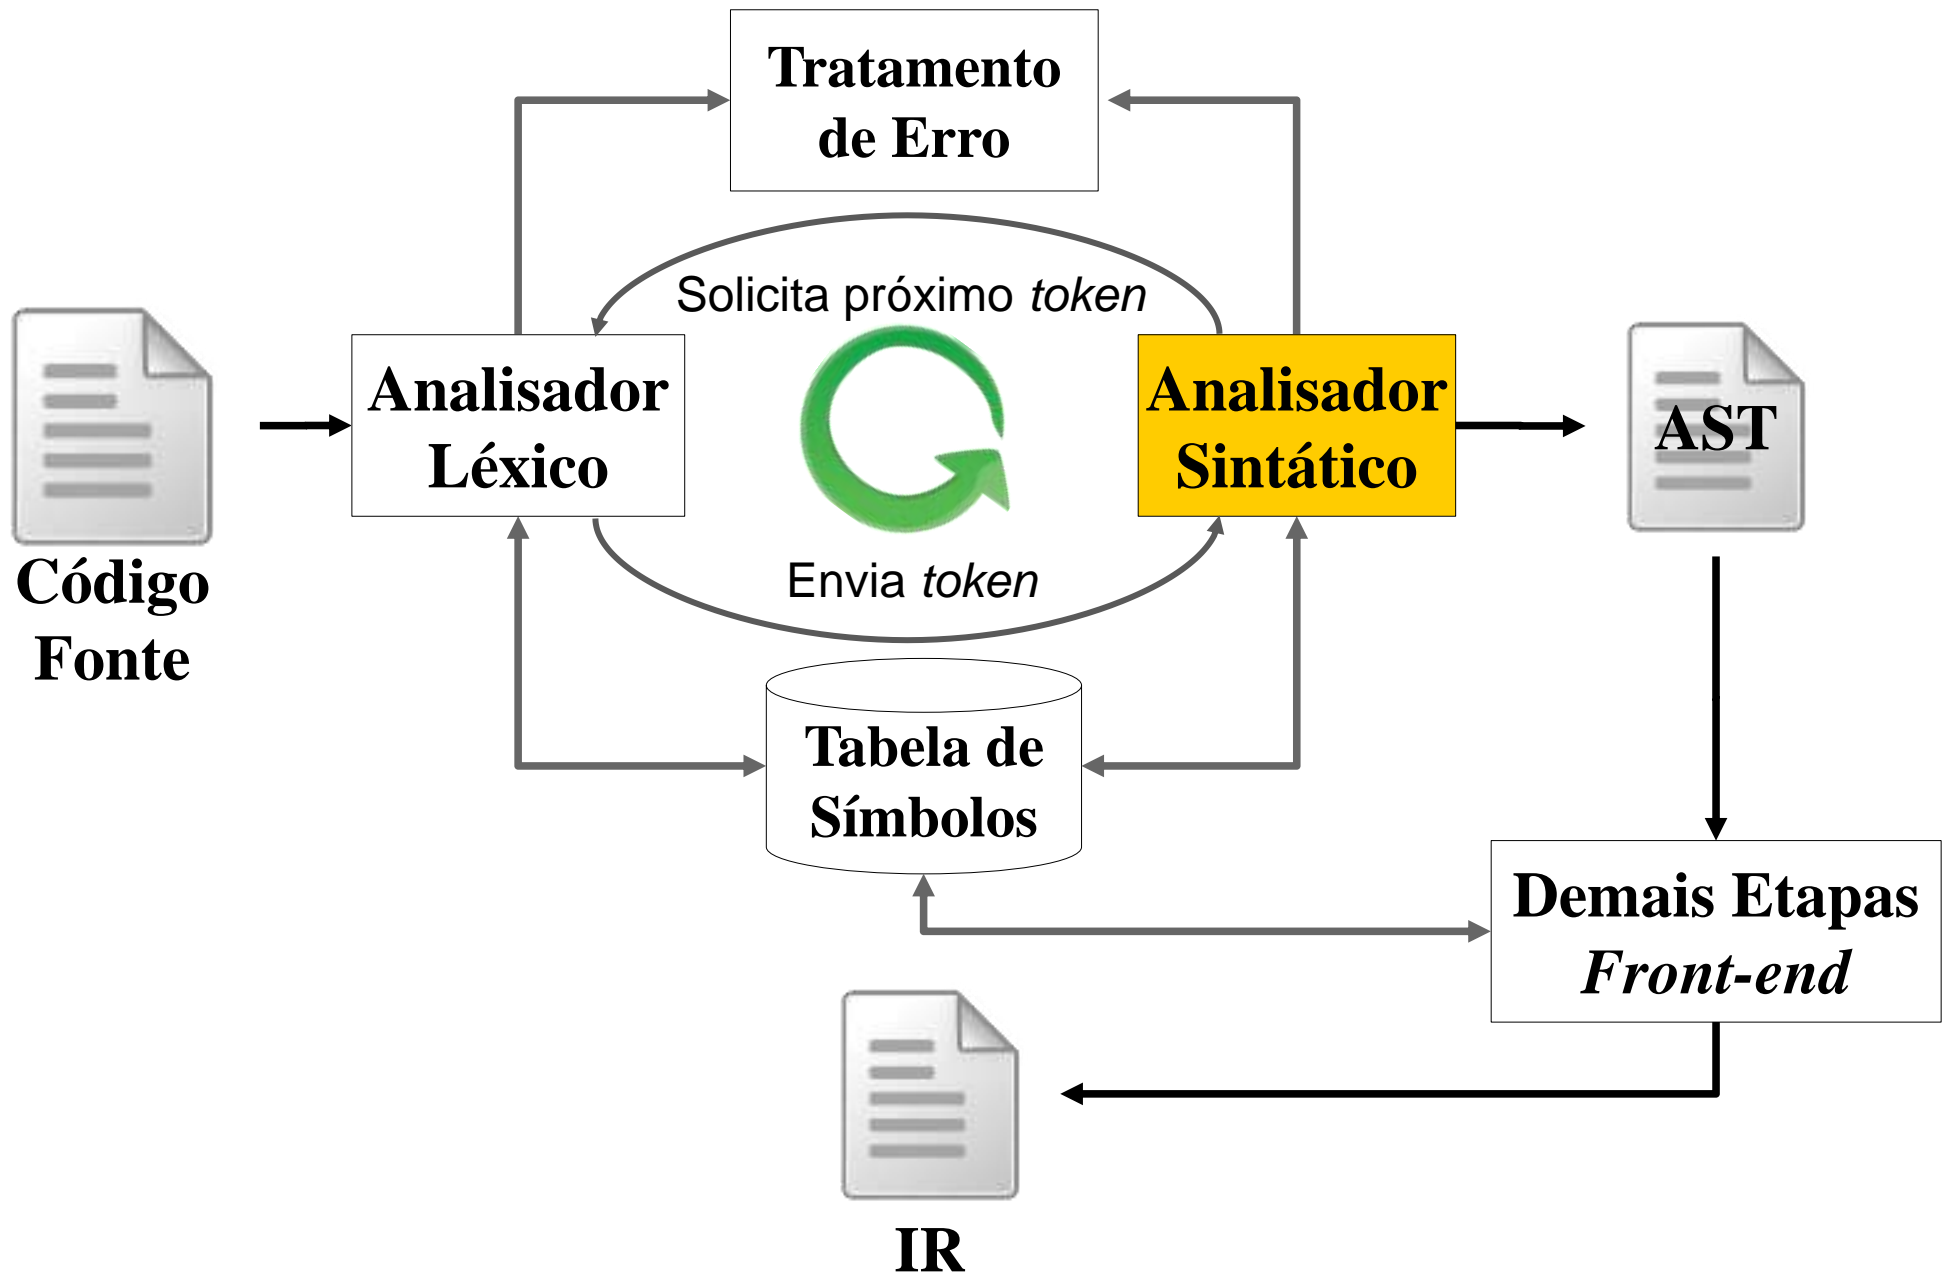 Tratamento
de Erro
Solicita próximo token
Analisador
Léxico
Analisador
Sintático
AST
Código
Fonte
Envia token
Tabela de
Símbolos
Demais Etapas
Front-end
IR